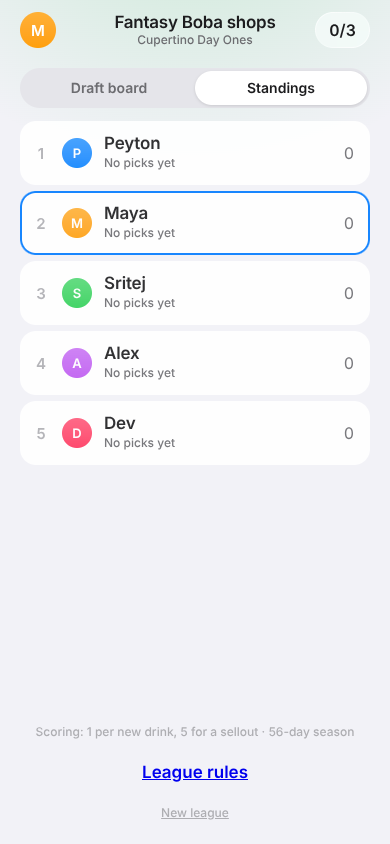 M
Fantasy Boba shops
Cupertino Day Ones
0/3
Draft board
Standings
1
P
Peyton
No picks yet
0
2
M
Maya
No picks yet
0
3
S
Sritej
No picks yet
0
4
A
Alex
No picks yet
0
5
D
Dev
No picks yet
0
Scoring: 1 per new drink, 5 for a sellout · 56-day season
League rules
New league